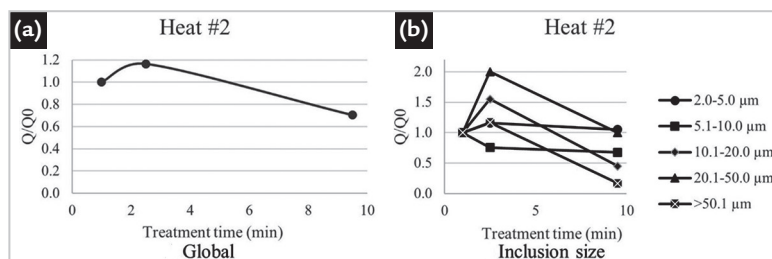 (a)
Heat #2
Q/Q0
1.2
1.0
0.8
0.6
0.4
0.2
0.0
0 2 4 6 8 10
Treatment time (min)
Global
(b)
Heat #2
Q/Q0
2.0
1.5
1.0
0.5
0.0
0 5 10
Treatment time (min)
Inclusion size
2.0-5.0 µm
5.1-10.0 µm
10.1-20.0 µm
20.1-50.0 µm
>50.1 µm